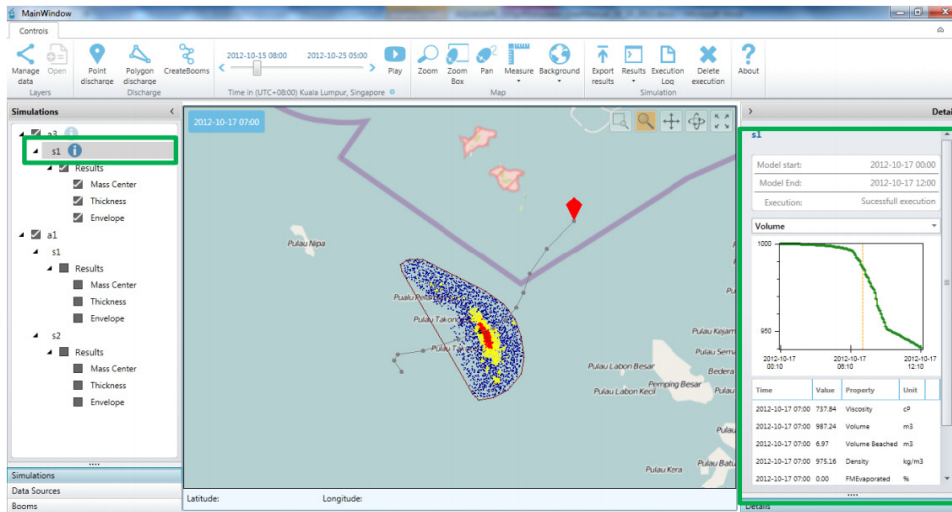 MainWindow
Controls
Manage data
Open
Point discharge
Polygon discharge
CreateBooms
2012-10-15 08:00 2012-10-25 05:00
Play
Zoom
Zoom Box
Pan
Measure
Background
Export results
Results
Execution Log
Delete execution
About
Layers
Discharge
Time in (UTC+08:00) Kuala Lumpur, Singapore
Map
Simulation
Simulations
a3
s1
Results
Mass Center
Thickness
Envelope
a1
s1
Results
Mass Center
Thickness
Envelope
s2
Results
Mass Center
Thickness
Envelope
Simulations
Data Sources
Booms
2012-10-17 07:00
Pulau Nipa
Pulau Takong
Pulau Kejam
Pulau Sema
Pulau Labon Besar
Bedera
Pemping Besar
Pulau Labon Kecil
Pulau
Pulau
Pulau Batu
Pulau Kera
Latitude: Longitude:
Detai
s1
Model start: 2012-10-17 00:00
Model End: 2012-10-17 12:00
Execution: Sucessfull execution
Volume
1000
950
2012-10-17 00:10
2012-10-17 06:10
2012-10-17 12:10
Time Value Property Unit
2012-10-17 07:00 737.84 Viscosity cP
2012-10-17 07:00 987.24 Volume m3
2012-10-17 07:00 6.97 Volume Beached m3
2012-10-17 07:00 975.16 Density kg/m3
2012-10-17 07:00 0.00 FMEvaporated %
Details